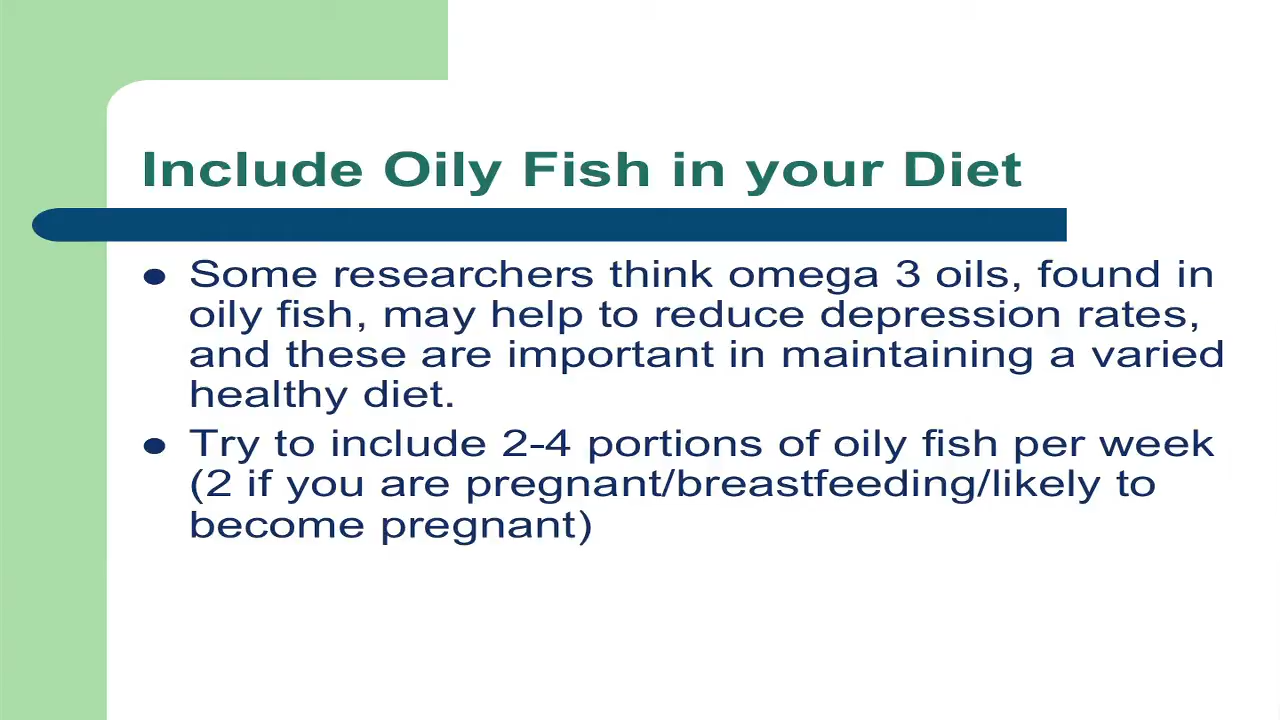 Include Oily Fish in your Diet
Some researchers think omega 3 oils, found in
oily fish, may help to reduce depression rates,
and these are important in maintaining a varied
healthy diet.
Try to include 2-4 portions of oily fish per week
(2 if you are pregnant/breastfeeding/likely to
become pregnant)